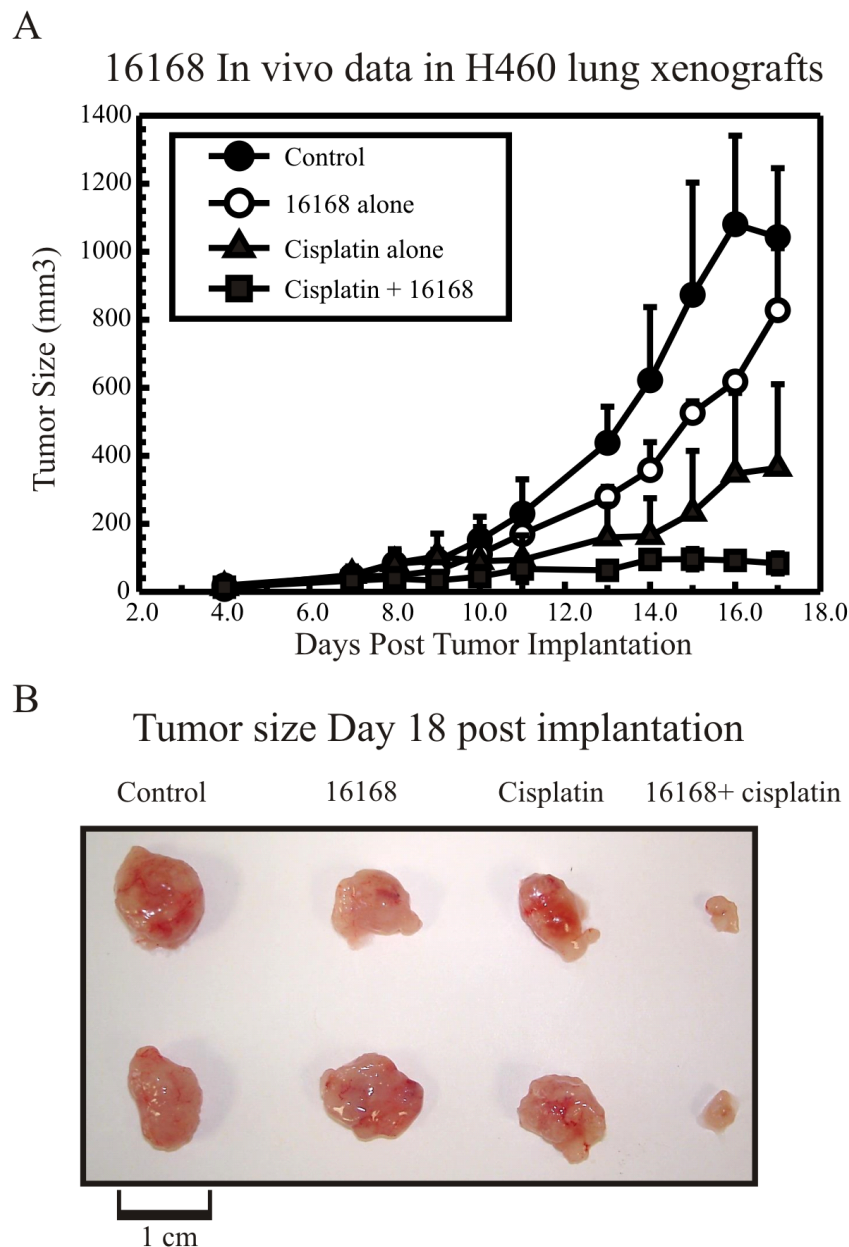 A
16168 In vivo data in H460 lung xenografts
1400
1200
1000
800
600
400
200
0
Tumor Size (mm3)
Control
16168 alone
Cisplatin alone
Cisplatin + 16168
2.0 4.0 6.0 8.0 10.0 12.0 14.0 16.0 18.0
Days Post Tumor Implantation
B
Tumor size Day 18 post implantation
Control 16168 Cisplatin 16168+ cisplatin
1 cm